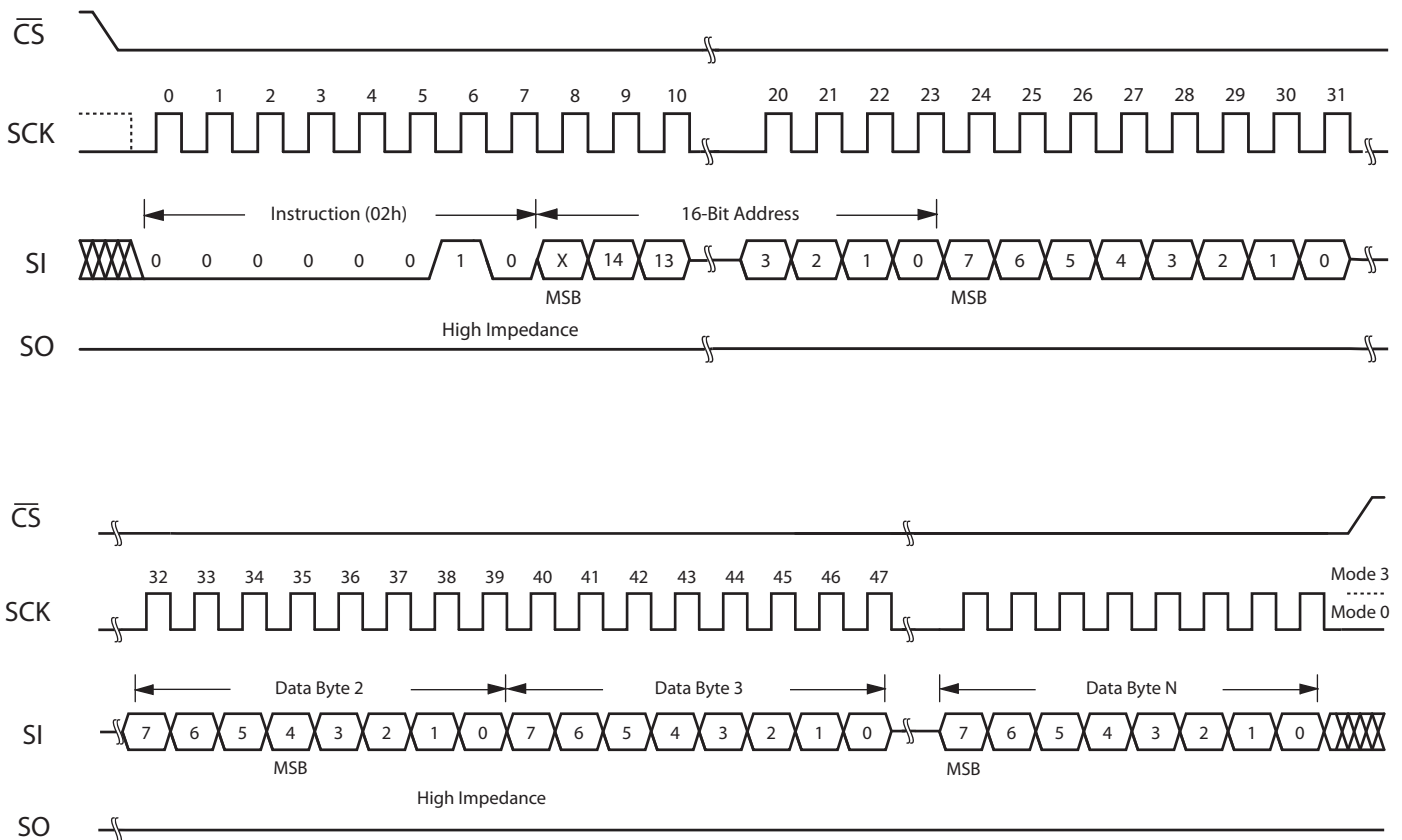 CS
0 1 2 3 4 5 6 7 8 9 10 20 21 22 23 24 25 26 27 28 29 30 31
SCK
Instruction (02h) 16-Bit Address
SI 0 0 0 0 0 0 1 0 X 14 13 3 2 1 0 7 6 5 4 3 2 1 0
MSB MSB
High Impedance
SO
CS
32 33 34 35 36 37 38 39 40 41 42 43 44 45 46 47 Mode 3
SCK Mode 0
Data Byte 2 Data Byte 3 Data Byte N
SI 7 6 5 4 3 2 1 0 7 6 5 4 3 2 1 0 7 6 5 4 3 2 1 0
MSB MSB
High Impedance
SO